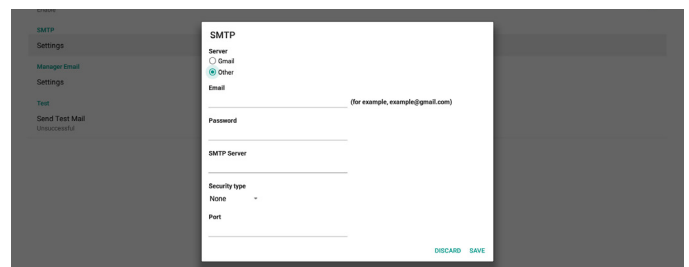 Enable
SMTP
Settings
Manager Email
Settings
Test
Send Test Mail
Unsuccessful
SMTP
Server
Gmail
Other
Email
(for example, example@gmail.com)
Password
SMTP Server
Security type
None
Port
DISCARD SAVE